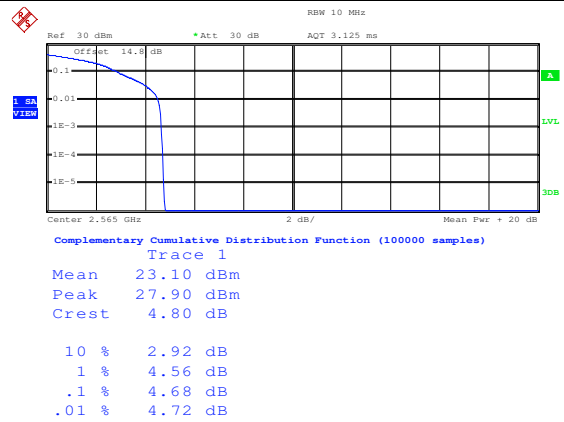 RBW 10 MHz
Ref 30 dBm *Att 30 dB AQT 3.125 ms
Offset 14.8 dB
0.1
A
1 SA
VIEW
0.01
1E-3
LVL
1E-4
1E-5
3DB
Center 2.565 GHz 2 dB/ Mean Pwr + 20 dB
Complementary Cumulative Distribution Function (100000 samples)
Trace 1
Mean 23.10 dBm
Peak 27.90 dBm
Crest 4.80 dB
10 % 2.92 dB
1 % 4.56 dB
.1 % 4.68 dB
.01 % 4.72 dB